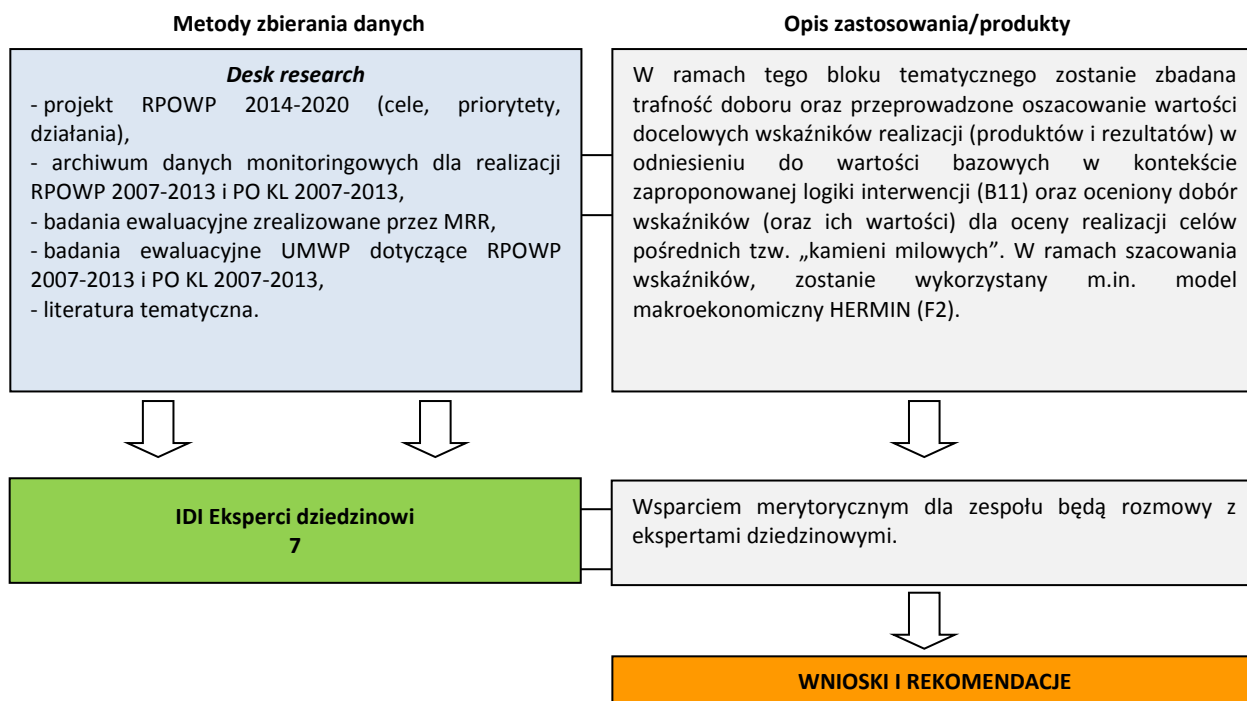 Metody zbierania danych
Opis zastosowania/produkty
Desk research
- projekt RPOWP 2014-2020 (cele, priorytety,
działania),
- archiwum danych monitoringowych dla realizacji
RPOWP 2007-2013 i PO KL 2007-2013,
- badania ewaluacyjne zrealizowane przez MRR,
- badania ewaluacyjne UMWP dotyczące RPOWP
2007-2013 i PO KL 2007-2013,
- literatura tematyczna.
W ramach tego bloku tematycznego zostanie zbadana
trafność doboru oraz przeprowadzone oszacowanie wartości
docelowych wskaźników realizacji (produktów i rezultatów) w
odniesieniu do wartości bazowych w kontekście
zaproponowanej logiki interwencji (B11) oraz oceniony dobór
wskaźników (oraz ich wartości) dla oceny realizacji celów
pośrednich tzw. „kamieni milowych”. W ramach szacowania
wskaźników, zostanie wykorzystany m.in. model
makroekonomiczny HERMIN (F2).
IDI Eksperci dziedzinowi
7
Wsparciem merytorycznym dla zespołu będą rozmowy z
ekspertami dziedzinowymi.
WNIOSKI I REKOMENDACJE